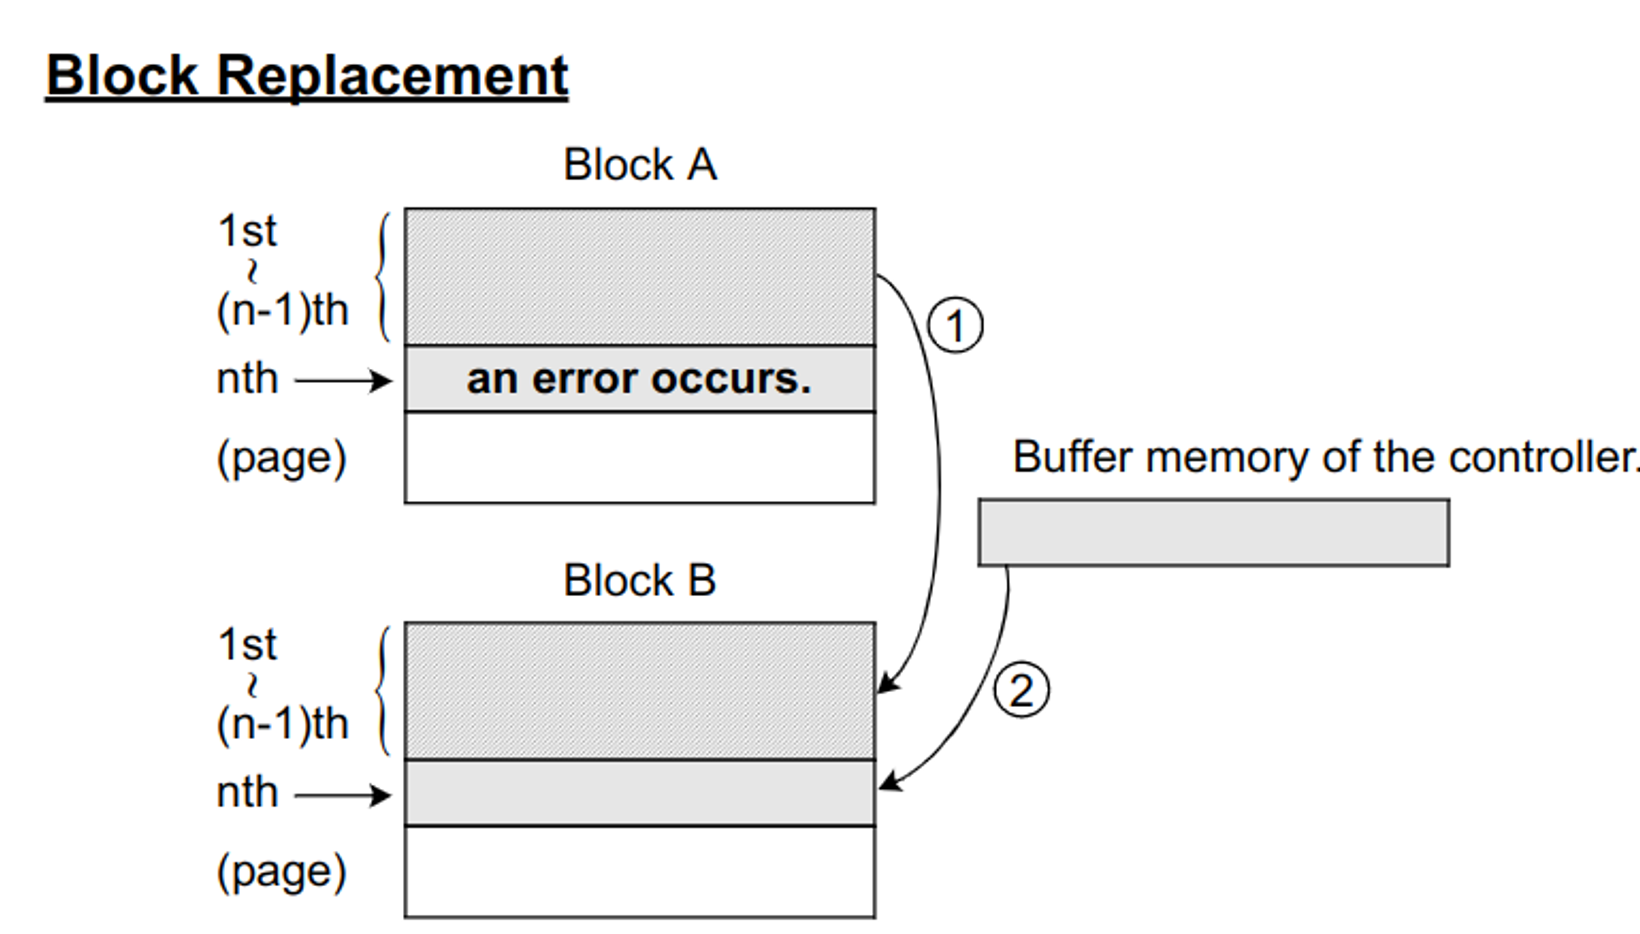 Block Replacement
Block A
1st
~
(n-1)th
nth
an error occurs.
(page)
1
Buffer memory of the controller.
Block B
1st
~
(n-1)th
nth
(page)
2